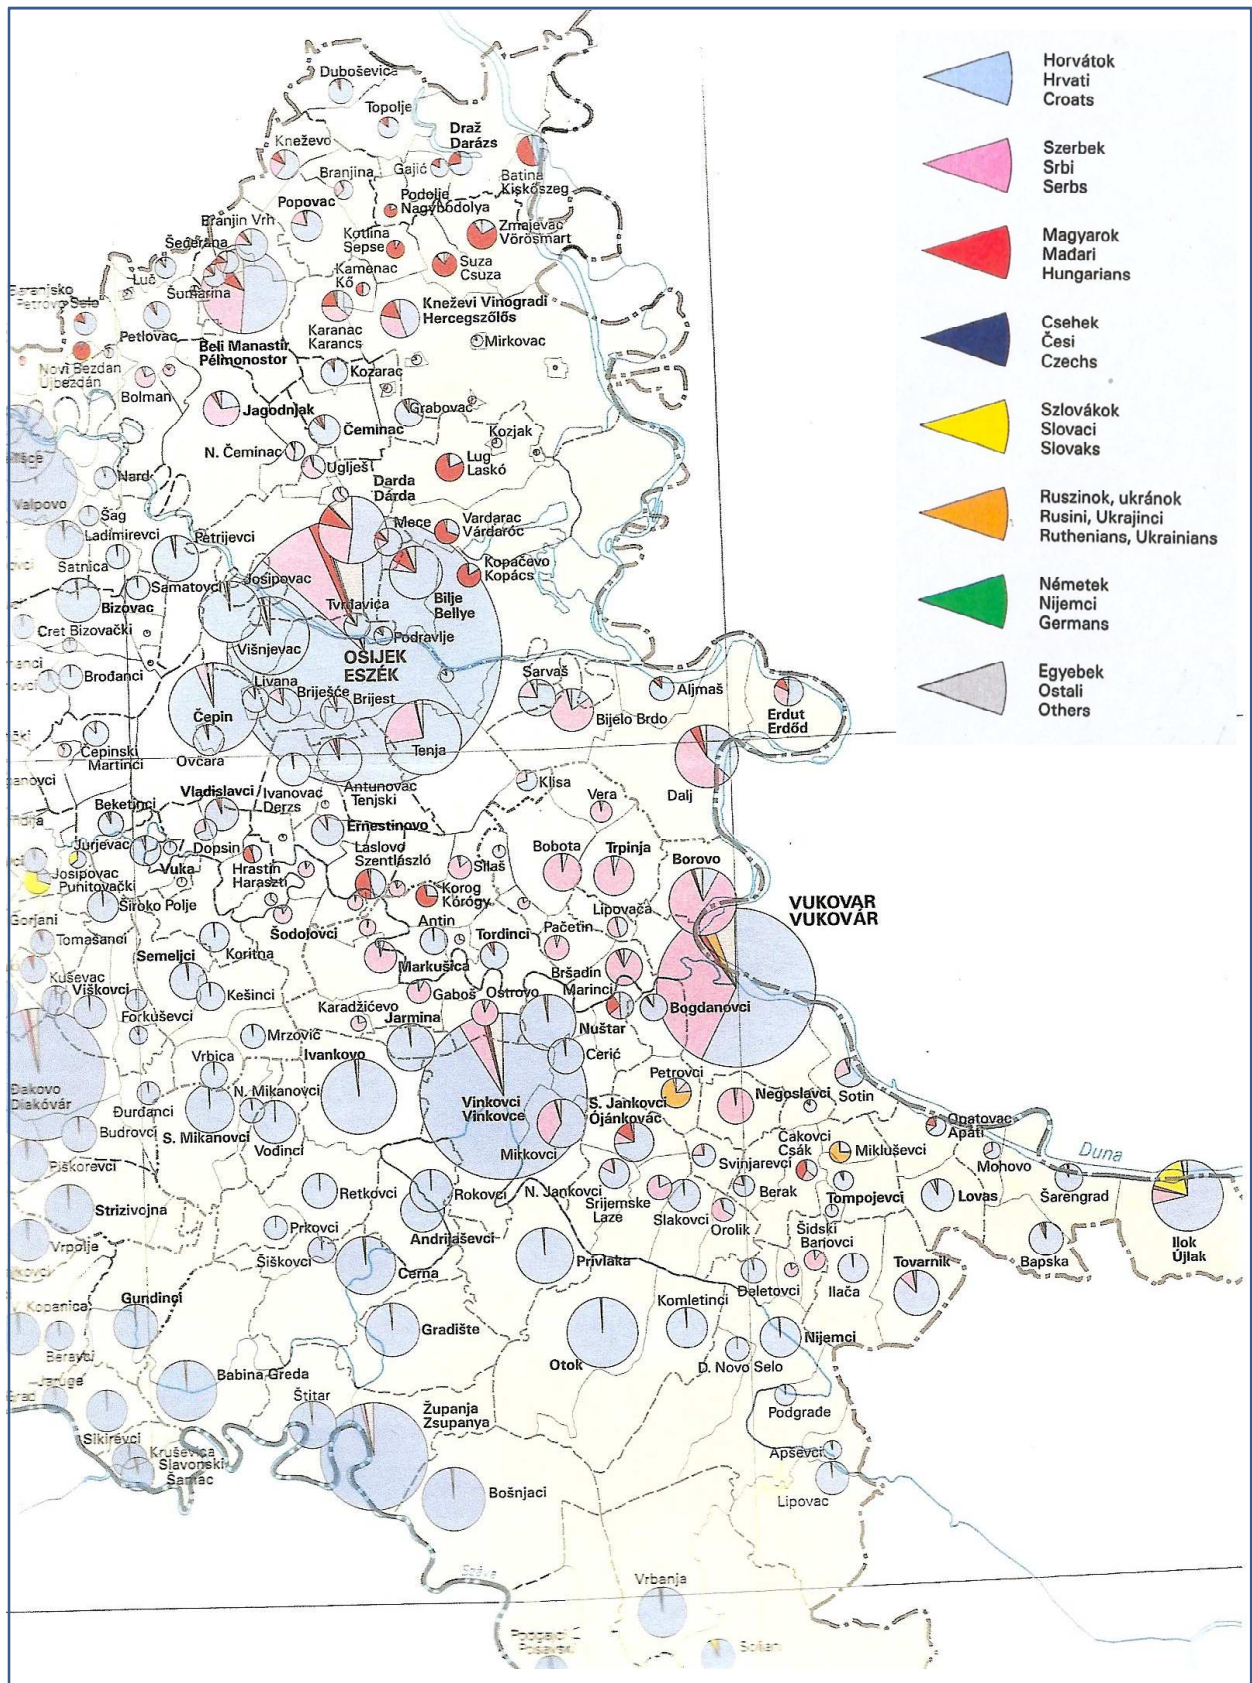 Horvátok
Hrvati
Croats
Szerbek
Srbi
Serbs
Magyarok
Mađari
Hungarians
Csehek
Česi
Czechs
Szlovákok
Slovaci
Slovaks
Ruszinok, ukránok
Rusini, Ukrajinci
Ruthenians, Ukrainians
Németek
Nijemci
Germans
Egyebek
Ostali
Others
Duboševica
Topolje
Kneževo
Draž
Darázs
Gajić
Batina
Kiskőszeg
Branjina
Podolje
Nagybodolya
Popovac
Branjin Vrh
Kotlina
Sepse
Zmajevac
Vörösmart
Šećerana
Suza
Csuza
Luč
Šumarina
Kamenac
Kő
Petlovac
Karanac
Karancs
Kneževi Vinogradi
Hercegszőlős
Mirkovac
Beli Manastir
Pélmonostor
Novi Bezdan
Újbezdán
Bolman
Kozarac
Jagodnjak
Grabovac
Čeminac
Kozjak
N. Čeminac
Uglješ
Lug
Laskó
Nard
Darda
Dárda
Valpovo
Šag
Mece
Vardarac
Várdaróc
Ladimirevci
Petrijevci
Satnica
Samatovci
Josipovac
Kopačevo
Kopács
Bizovac
Tvrđavica
Bilje
Bellye
Cret Bizovački
Višnjevac
Podravlje
OSIJEK
ESZÉK
Brođanci
Livana
Briješće
Brijest
Sarvaš
Aljmaš
Čepin
Bijelo Brdo
Erdut
Erdőd
Čepinski
Martinci
Ovčara
Tenja
Dalj
Antunovac
Tenjski
Klisa
Vladislavci
Ivanovac
Derzs
Vera
Beketinci
Ernestinovo
Jurjevac
Dopsin
Laslovo
Szentlászló
Bobota
Trpinja
Borovo
Josipovac
Punitovački
Vuka
Hrastin
Haraszti
Silaš
Široko Polje
Korog
Kórógy
VUKOVAR
VUKOVÁR
Gorjani
Lipovača
Tomašanci
Šodolovci
Antin
Tordinci
Pačetin
Koritna
Semeljci
Markušica
Bršadin
Kuševac
Viškovci
Kešinci
Marinci
Gaboš
Ostrovo
Bogdanovci
Forkuševci
Karadžićevo
Jarmina
Nuštar
Mrzović
Cerić
Vrbica
Ivankovo
Petrovci
Đakovo
Diakóvár
N. Mikanovci
Vinkovci
Vinkovce
S. Jankovci
Ójánkovác
Negoslavci
Sotin
Đurđanci
Budrovci
S. Mikanovci
Vođinci
Opatovac
Apáti
Mirkovci
Čakovci
Csák
Mikluševci
Duna
Piškorevci
Svinjarevci
Mohovo
Retkovci
Rokovci
N. Jankovci
Berak
Tompojevci
Lovas
Šarengrad
Strizivojna
Srijemske
Laze
Slakovci
Prkovci
Andrijaševci
Orolik
Šidski
Banovci
Vrpolje
Ilok
Újlak
Šiškovci
Cerna
Privlaka
Bapska
Tovarnik
Đeletovci
Ilača
Gundinci
V. Kopanica
Komletinci
Gradište
Nijemci
Beravci
Otok
D. Novo Selo
Jaruge
Babina Greda
Štitar
Podgrađe
Županja
Zsupanya
Sikirevci
Kruševica
Slavonski
Šamac
Apševci
Bošnjaci
Lipovac
Száva
Vrbanja
Soljan